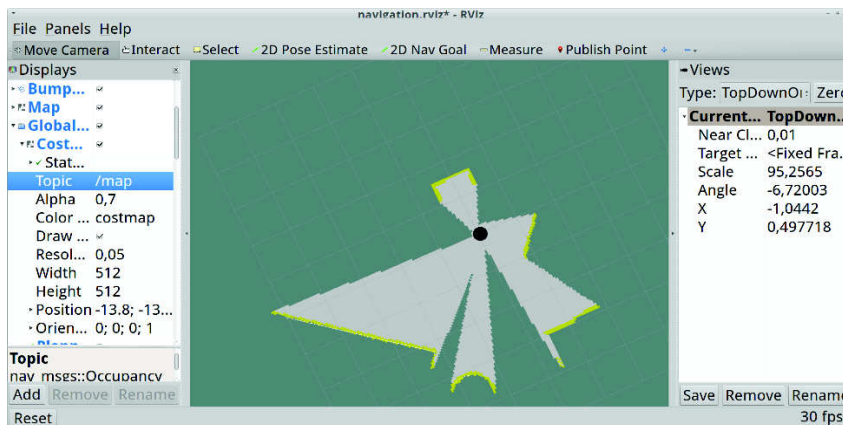 navigation.rviz* - RViz
File Panels Help
Move Camera Interact Select 2D Pose Estimate 2D Nav Goal Measure Publish Point
Displays
Bump...
Map
Global...
Cost...
Stat...
Topic /map
Alpha 0,7
Color ... costmap
Draw ...
Resol... 0,05
Width 512
Height 512
Position -13.8; -13...
Orien... 0; 0; 0; 1
Topic
nav_msgs::Occupancy
Add Remove Rename
Reset
Views
Type: TopDownOr Zero
Current... TopDown...
Near Cl... 0,01
Target ... <Fixed Fra...
Scale 95,2565
Angle -6,72003
X -1,0442
Y 0,497718
Save Remove Rename
30 fps